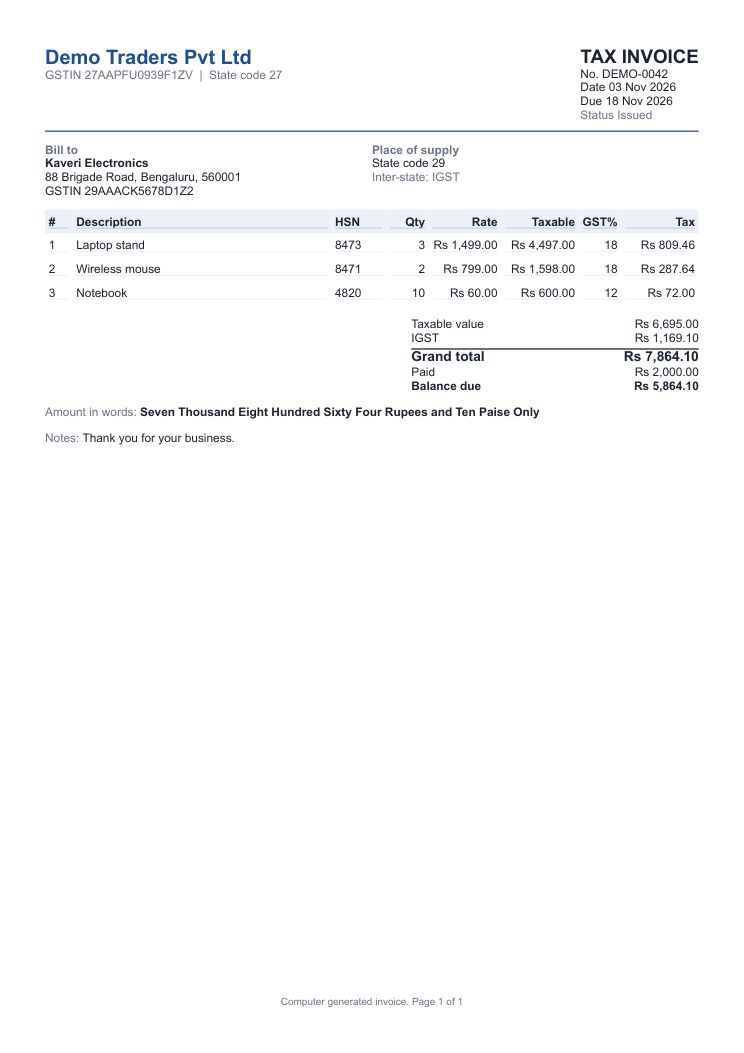 Demo Traders Pvt Ltd
GSTIN 27AAPFU0939F1ZV | State code 27
TAX INVOICE
No. DEMO-0042
Date 03 Nov 2026
Due 18 Nov 2026
Status Issued
Bill to
Kaveri Electronics
88 Brigade Road, Bengaluru, 560001
GSTIN 29AAACK5678D1Z2
Place of supply
State code 29
Inter-state: IGST
# Description HSN Qty Rate Taxable GST% Tax
1 Laptop stand 8473 3 Rs 1,499.00 Rs 4,497.00 18 Rs 809.46
2 Wireless mouse 8471 2 Rs 799.00 Rs 1,598.00 18 Rs 287.64
3 Notebook 4820 10 Rs 60.00 Rs 600.00 12 Rs 72.00
Taxable value Rs 6,695.00
IGST Rs 1,169.10
Grand total Rs 7,864.10
Paid Rs 2,000.00
Balance due Rs 5,864.10
Amount in words: Seven Thousand Eight Hundred Sixty Four Rupees and Ten Paise Only
Notes: Thank you for your business.
Computer generated invoice. Page 1 of 1